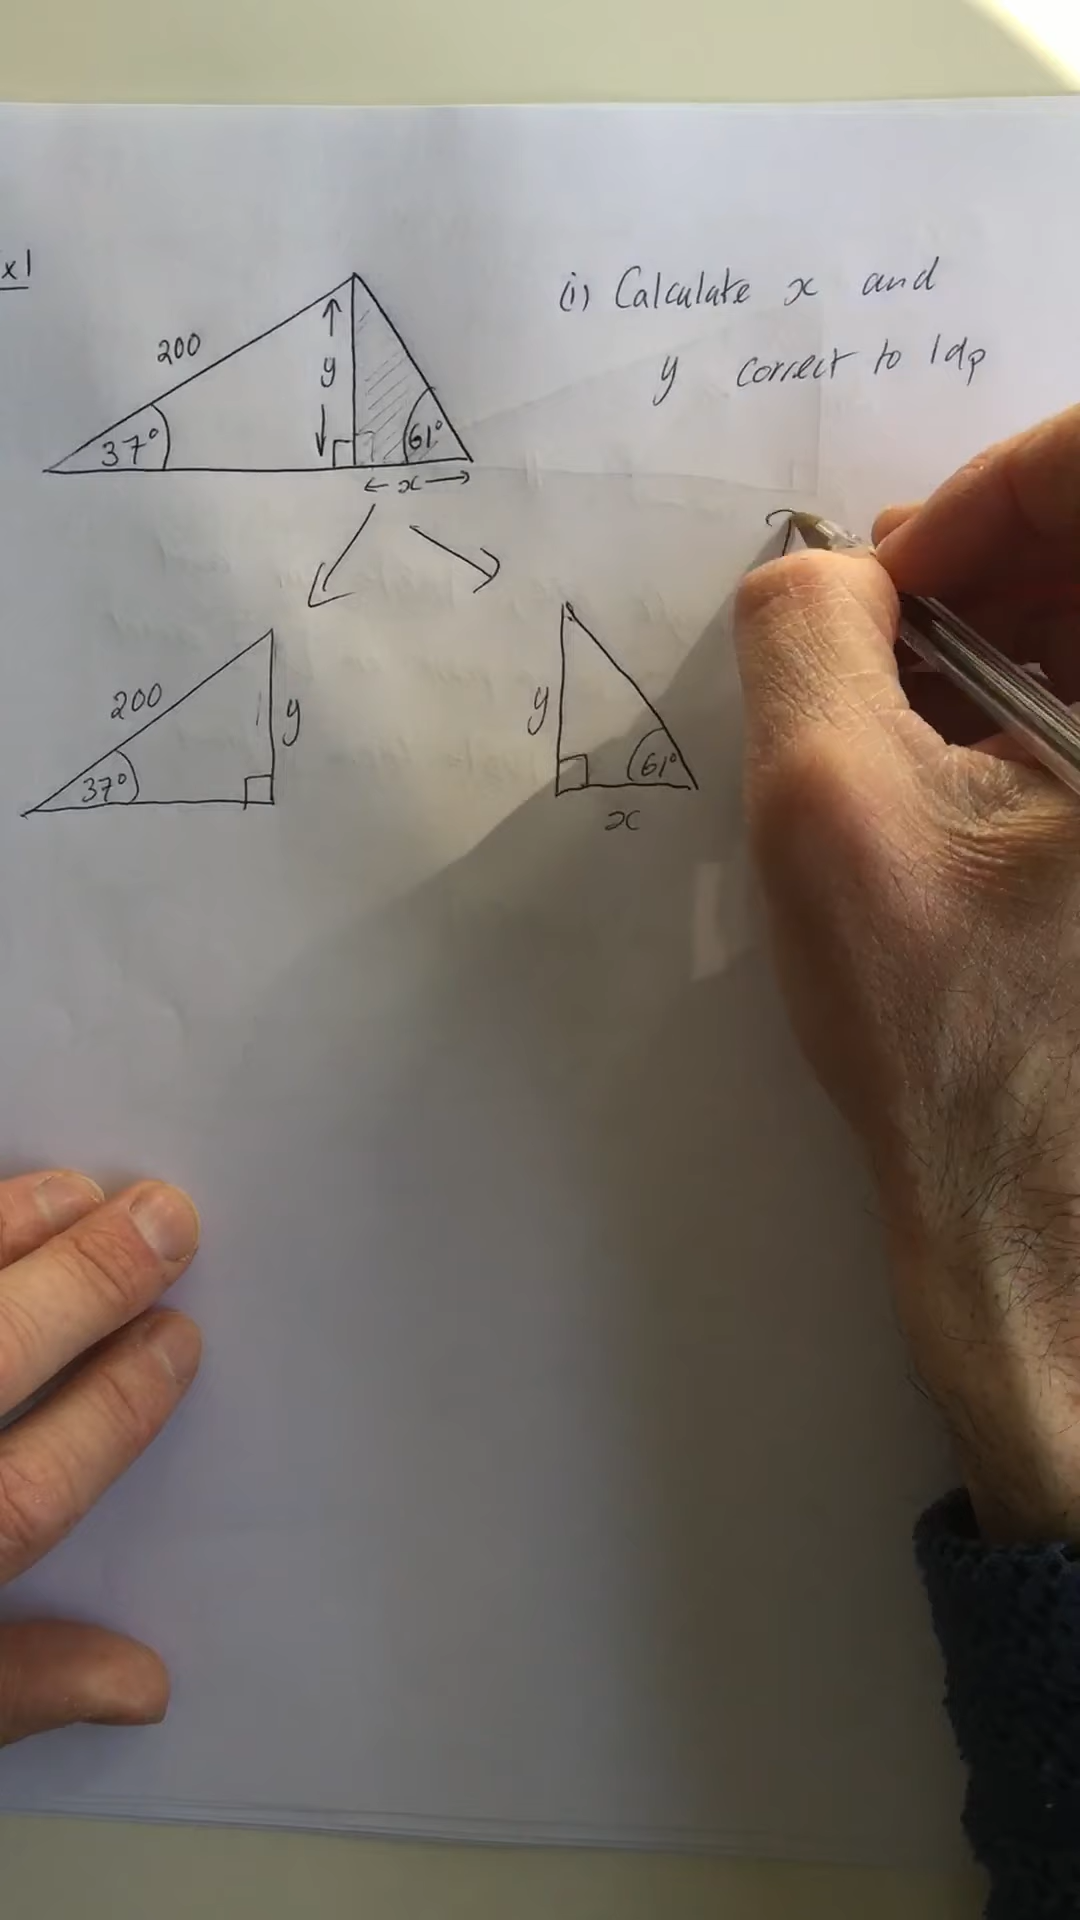 x1
(i) Calculate x and
y correct to 1dp
200
y
37°
61°
x
200
y
37°
y
61°
x